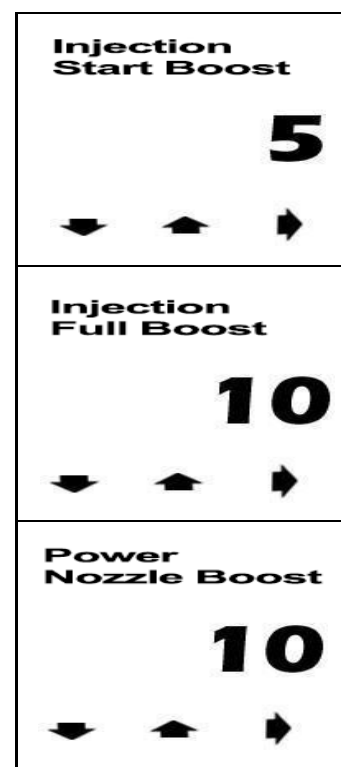 Injection
Start Boost
5
Injection
Full Boost
10
Power
Nozzle Boost
10